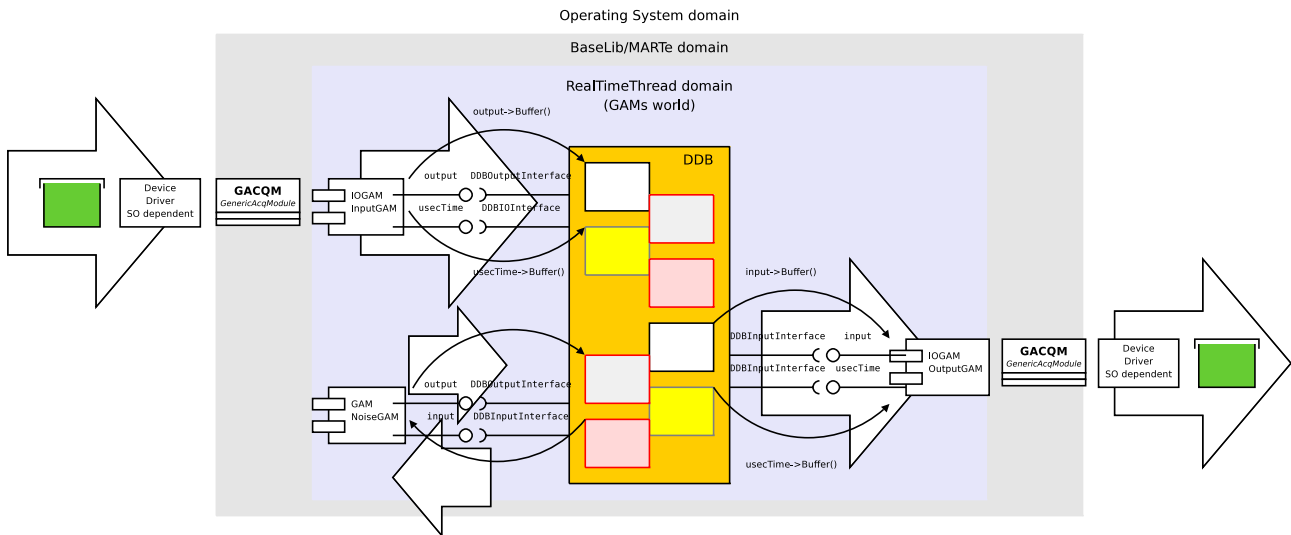 Operating System domain
BaseLib/MARTe domain
RealTimeThread domain
(GAMs world)
output->Buffer()
DDB
Device
Driver
SO dependent
GACQM
GenericAcqModule
IOGAM
InputGAM
output
DDBOutputInterface
usecTime
DDBIOInterface
usecTime->Buffer()
input->Buffer()
DDBInputInterface
input
DDBInputInterface
usecTime
IOGAM
OutputGAM
GACQM
GenericAcqModule
Device
Driver
SO dependent
output
DDBOutputInterface
GAM
NoiseGAM
input
DDBInputInterface
usecTime->Buffer()